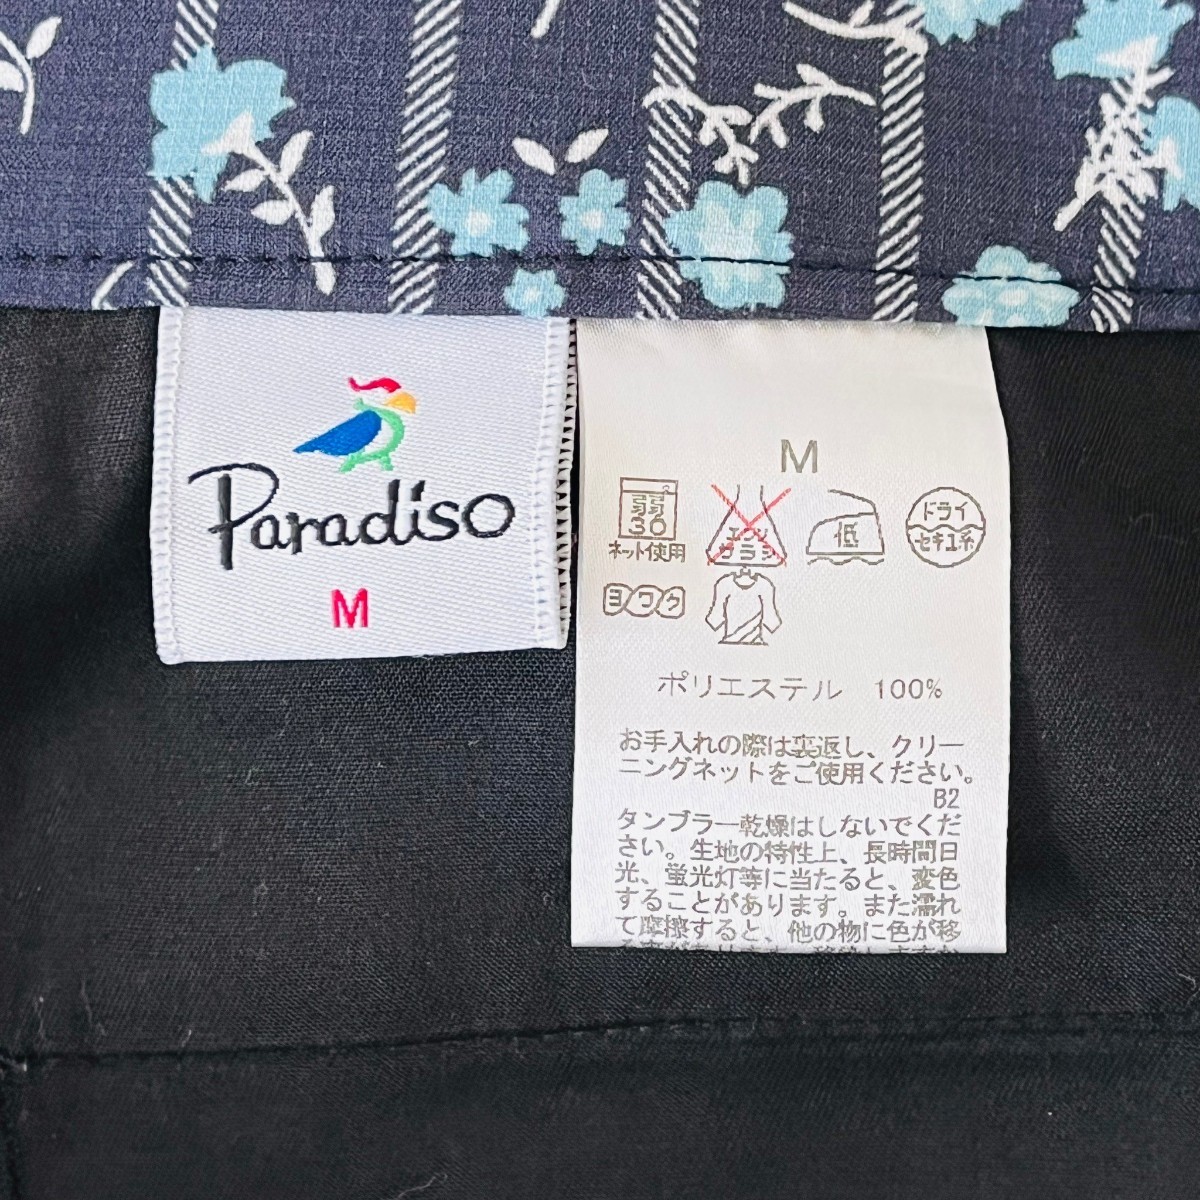 Paradiso
M
M
弱
30
ネット使用
エンソ
サラシ
低
ドライ
セキユ系
ヨワク
ポリエステル 100%
お手入れの際は裏返し、クリー
ニングネットをご使用ください。
B2
タンブラー乾燥はしないでくだ
さい。生地の特性上、長時間日
光、蛍光灯等に当たると、変色
することがあります。また濡れ
て摩擦すると、他の物に色が移